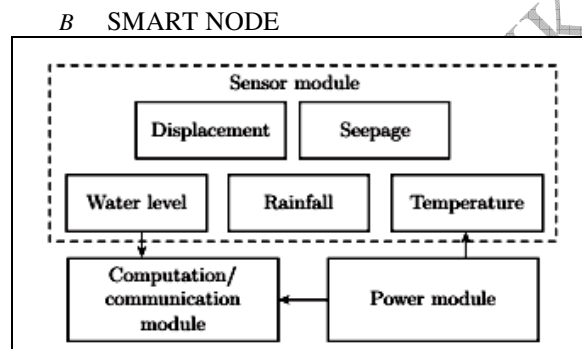 B SMART NODE
Sensor module
Displacement
Seepage
Water level
Rainfall
Temperature
Computation/
communication
module
Power module